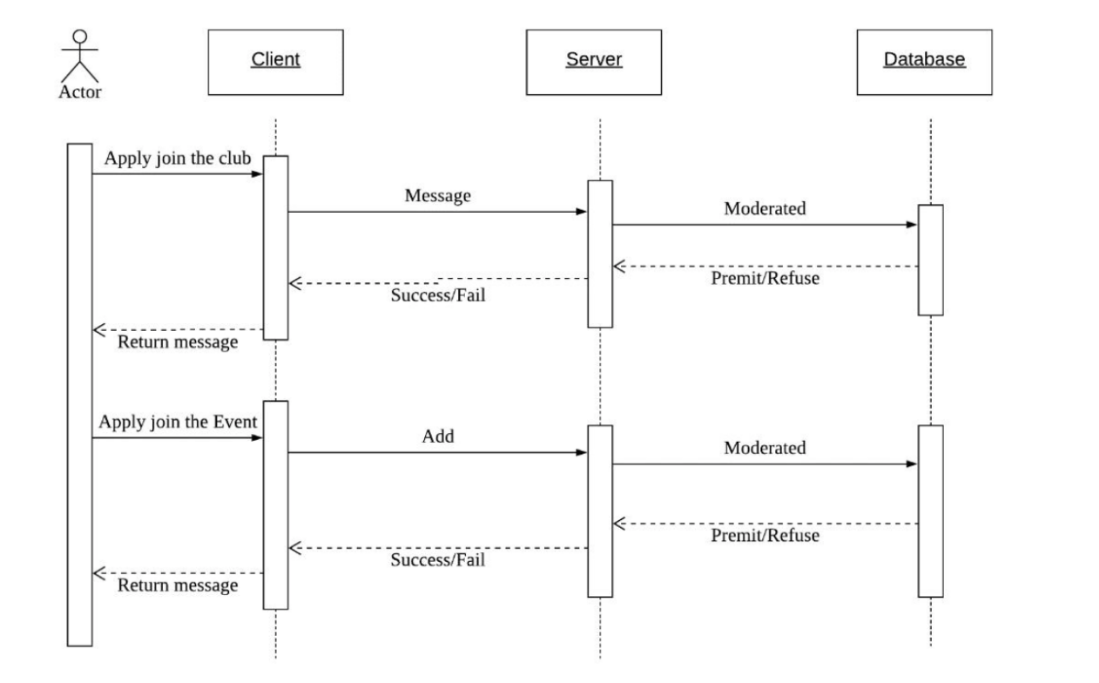 Actor
Client
Server
Database
Apply join the club
Message
Moderated
Premit/Refuse
Success/Fail
Return message
Apply join the Event
Add
Moderated
Premit/Refuse
Success/Fail
Return message